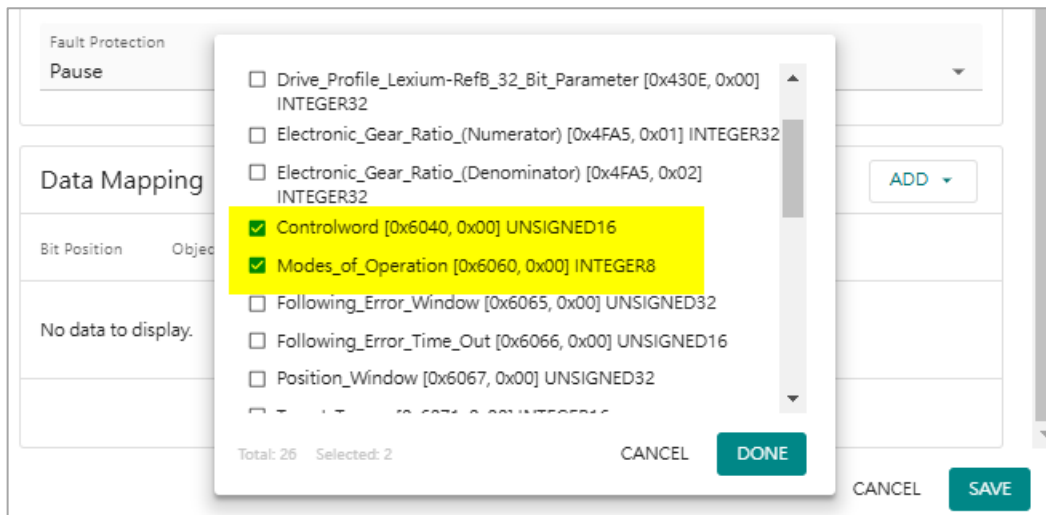 Fault Protection
Pause
Drive_Profile_Lexium-RefB_32_Bit_Parameter [0x430E, 0x00]
INTEGER32
Electronic_Gear_Ratio_(Numerator) [0x4FA5, 0x01] INTEGER32
Electronic_Gear_Ratio_(Denominator) [0x4FA5, 0x02]
INTEGER32
Data Mapping
ADD
Controlword [0x6040, 0x00] UNSIGNED16
Bit Position Objec
Modes_of_Operation [0x6060, 0x00] INTEGER8
Following_Error_Window [0x6065, 0x00] UNSIGNED32
No data to display.
Following_Error_Time_Out [0x6066, 0x00] UNSIGNED16
Position_Window [0x6067, 0x00] UNSIGNED32
Total: 26 Selected: 2
CANCEL DONE
CANCEL SAVE